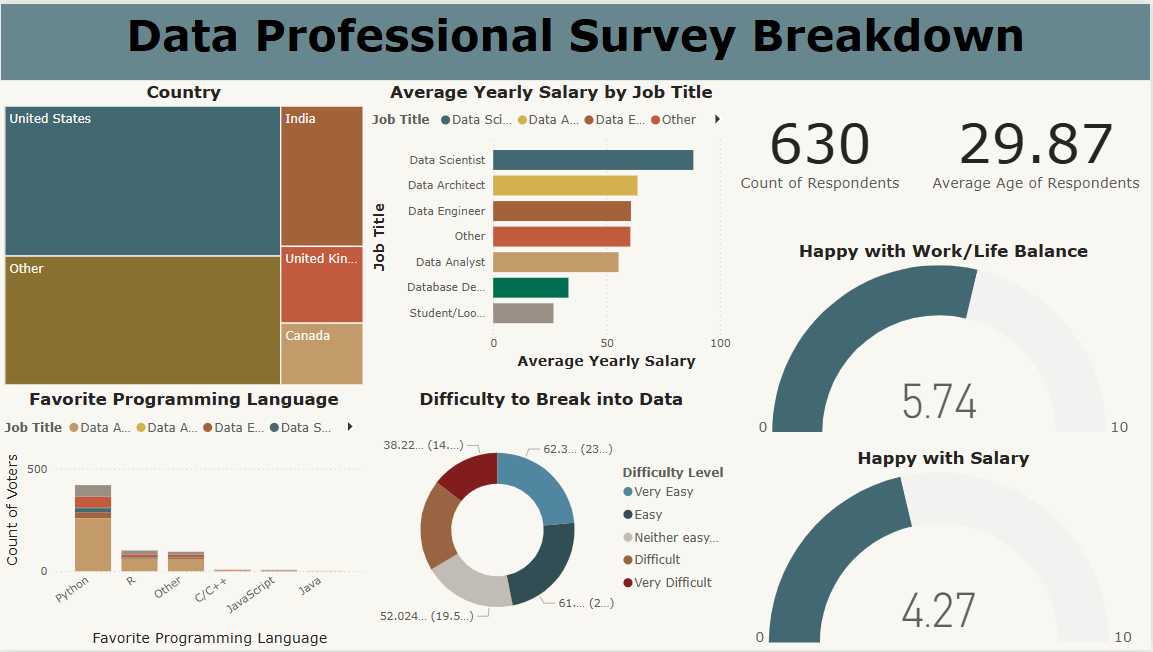 Data Professional Survey Breakdown
Country
United States
India
Other
United Kin...
Canada
Average Yearly Salary by Job Title
Job Title Data Sci... Data A... Data E... Other
Job Title
Data Scientist
Data Architect
Data Engineer
Other
Data Analyst
Database De...
Student/Loo...
0 50 100
Average Yearly Salary
630
Count of Respondents
29.87
Average Age of Respondents
Happy with Work/Life Balance
5.74
0 10
Favorite Programming Language
Job Title Data A... Data A... Data E... Data S...
Count of Voters
500
0
Python R Other C/C++ JavaScript Java
Favorite Programming Language
Difficulty to Break into Data
38.22... (14....)
62.3... (23...)
52.024... (19.5...)
61.... (2...)
Difficulty Level
Very Easy
Easy
Neither easy...
Difficult
Very Difficult
Happy with Salary
4.27
0 10